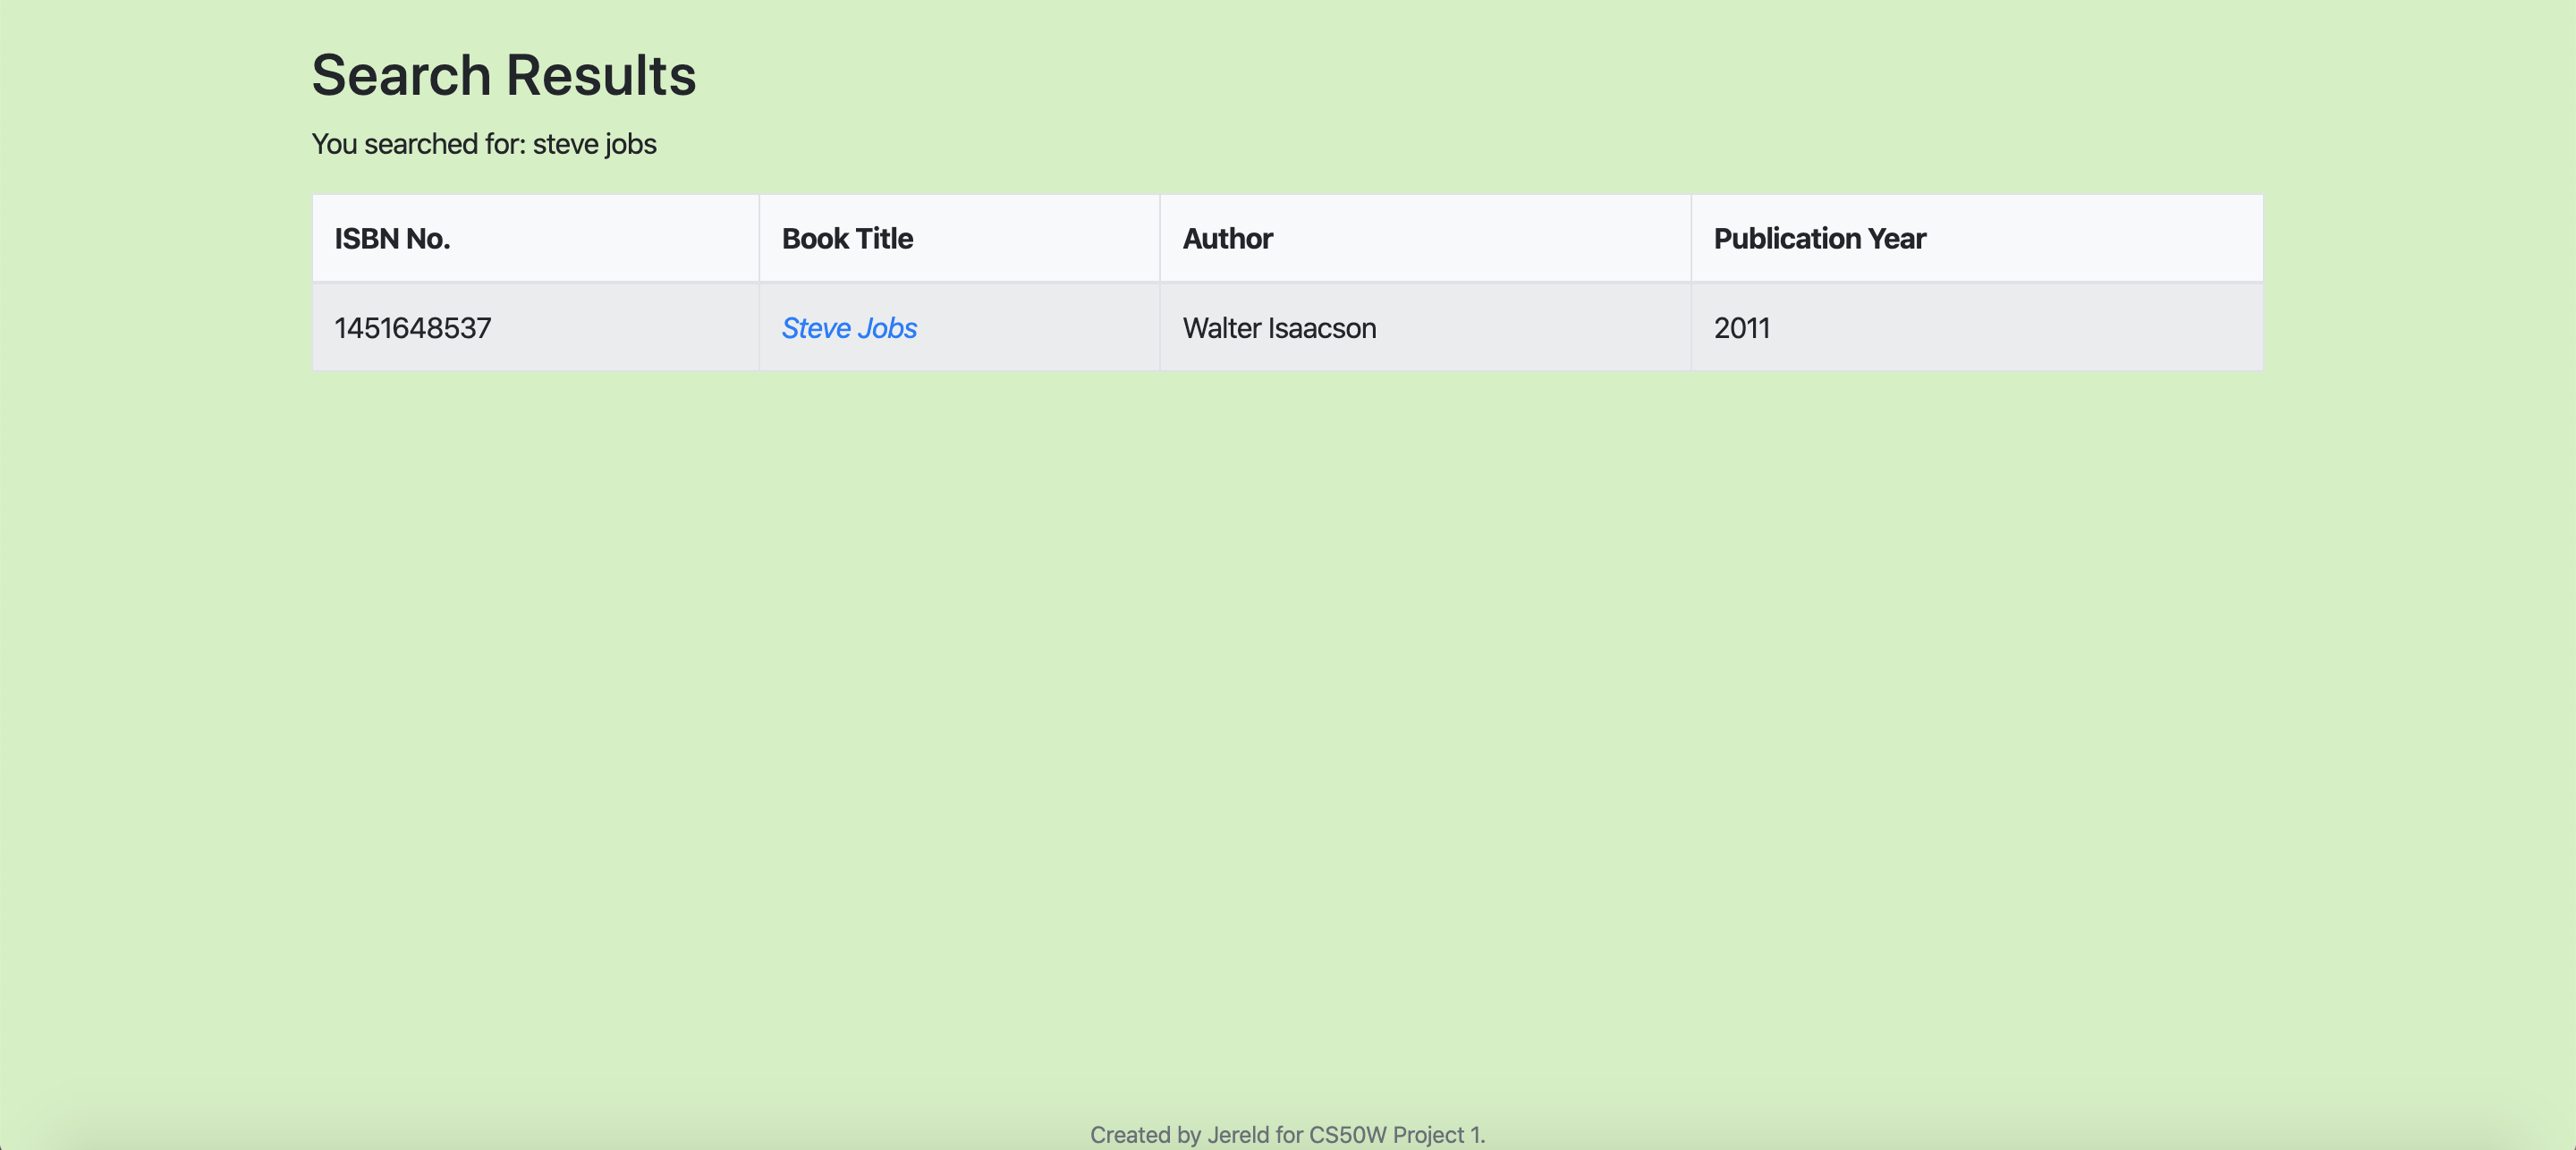 Search Results
You searched for: steve jobs
ISBN No. Book Title Author Publication Year
1451648537 Steve Jobs Walter Isaacson 2011
Created by Jereld for CS50W Project 1.